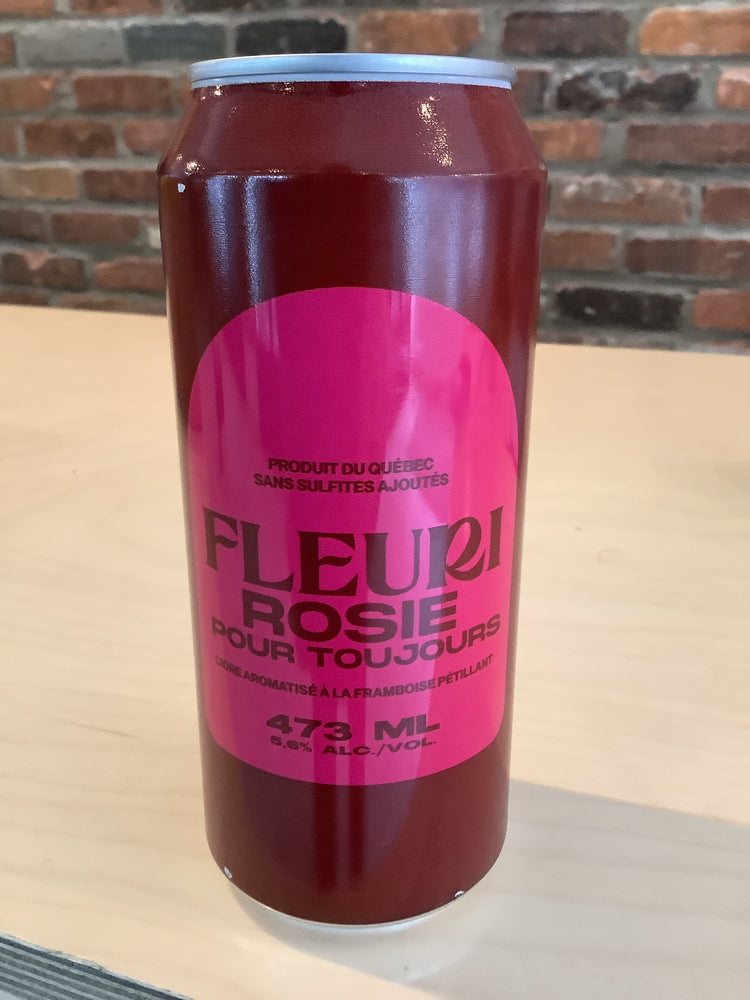 PRODUIT DU QUÉBEC
SANS SULFITES AJOUTÉS
FLEURI
ROSIE
POUR TOUJOURS
CIDRE AROMATISÉ À LA FRAMBOISE PÉTILLANT
473 ML
5,6% ALC./VOL.